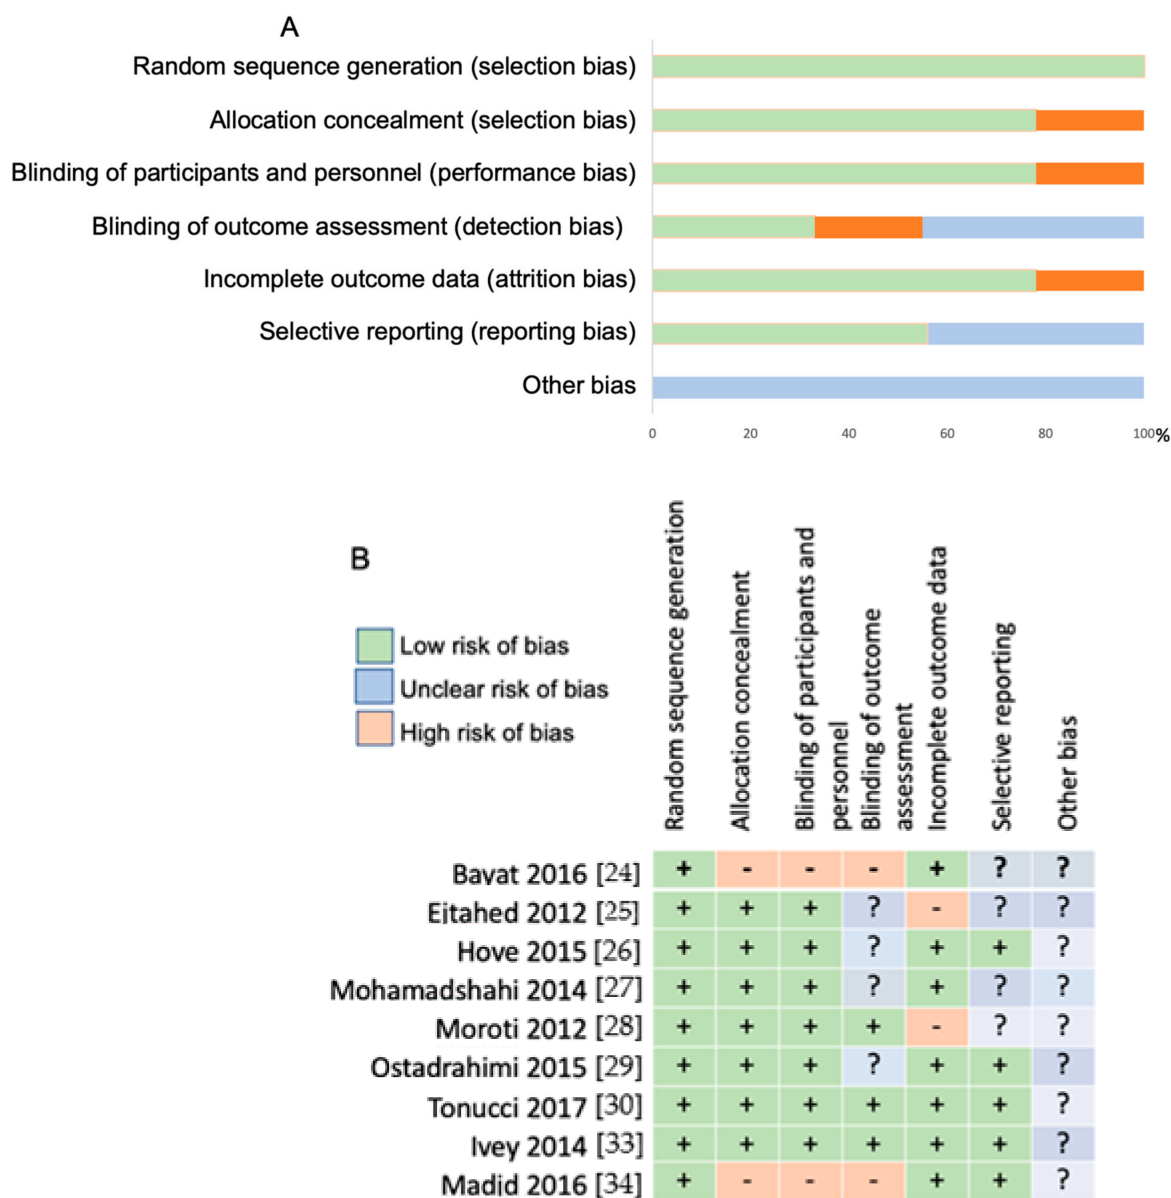 A
Random sequence generation (selection bias)
Allocation concealment (selection bias)
Blinding of participants and personnel (performance bias)
Blinding of outcome assessment (detection bias)
Incomplete outcome data (attrition bias)
Selective reporting (reporting bias)
Other bias
0 20 40 60 80 100%
B
Low risk of bias
Unclear risk of bias
High risk of bias
Random sequence generation
Allocation concealment
Blinding of participants and
personnel
Blinding of outcome
assessment
Incomplete outcome data
Selective reporting
Other bias
Bayat 2016 [24] + - - - + ? ?
Ejtahed 2012 [25] + + + ? - ? ?
Hove 2015 [26] + + + ? + + ?
Mohamadshahi 2014 [27] + + + ? + ? ?
Moroti 2012 [28] + + + + - ? ?
Ostadrahimi 2015 [29] + + + ? + + ?
Tonucci 2017 [30] + + + + + + ?
Ivey 2014 [33] + + + + + + ?
Madjd 2016 [34] + - - - + + ?